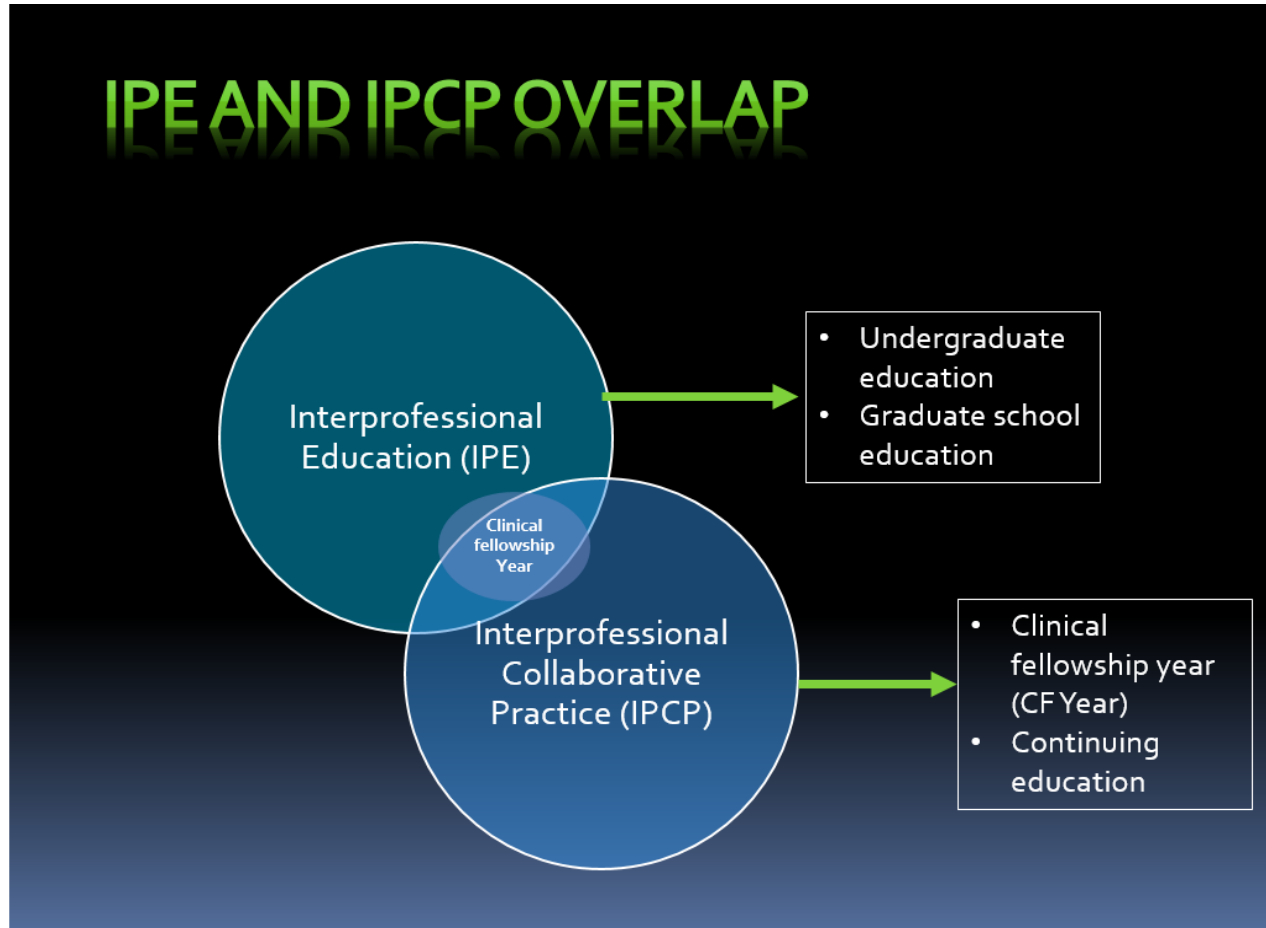 IPE AND IPCP OVERLAP
Interprofessional
Education (IPE)
• Undergraduate
education
• Graduate school
education
Clinical
fellowship
Year
Interprofessional
Collaborative
Practice (IPCP)
• Clinical
fellowship year
(CF Year)
• Continuing
education